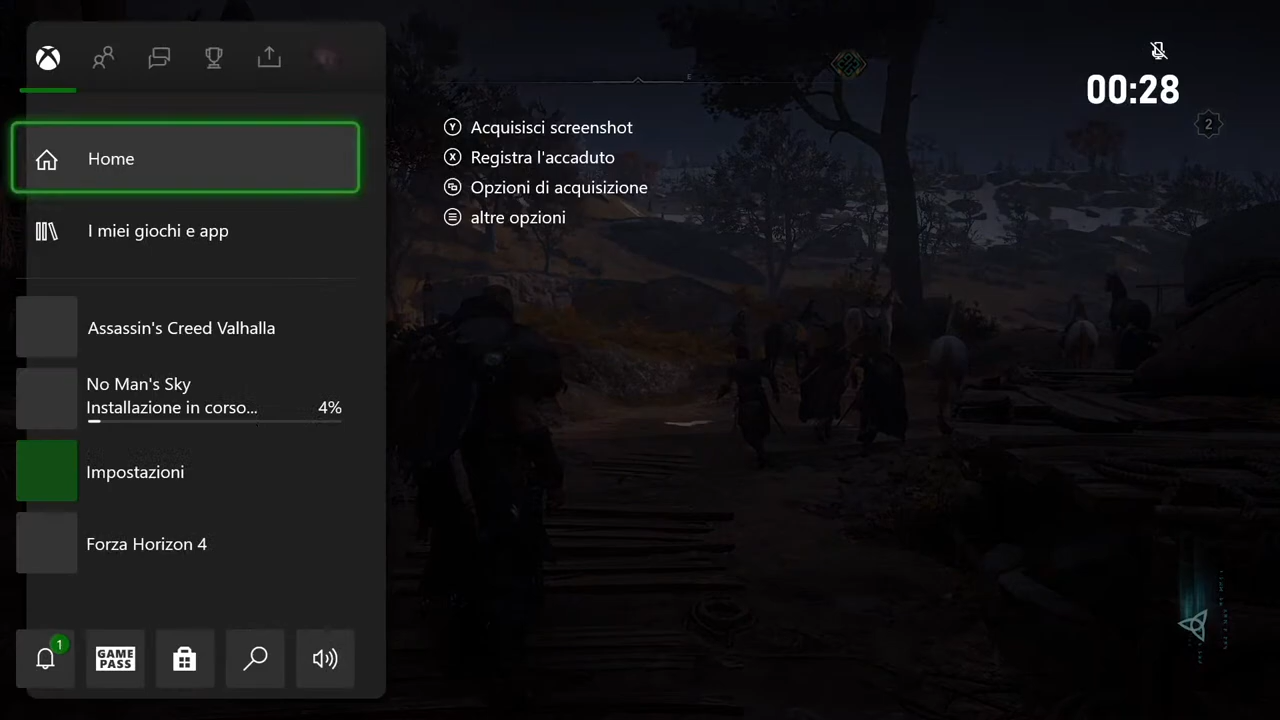 00:28
E
2
Acquisisci screenshot
Registra l'accaduto
Opzioni di acquisizione
altre opzioni
Y
X
Home
I miei giochi e app
Assassin's Creed Valhalla
No Man's Sky
Installazione in corso... 4%
Impostazioni
Forza Horizon 4
1
GAME
PASS